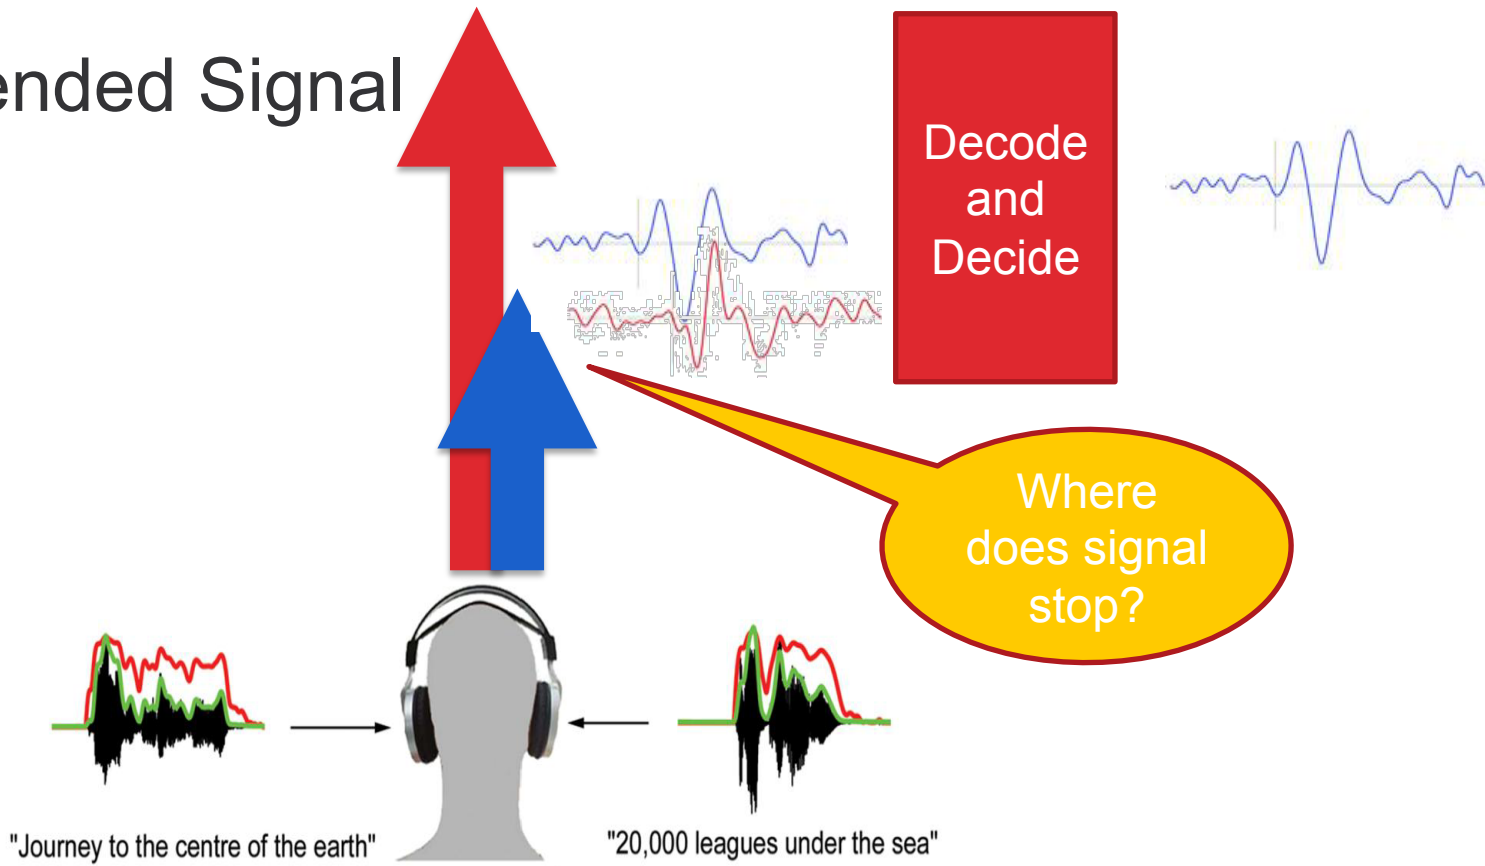 ended Signal
Decode
and
Decide
Where
does signal
stop?
"Journey to the centre of the earth"
"20,000 leagues under the sea"